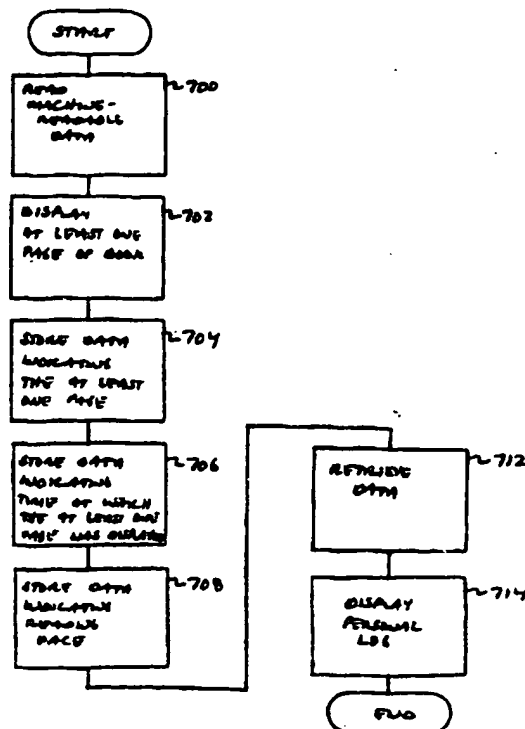 START
700
READ
MACHINE-
READABLE
DATA
702
DISPLAY
AT LEAST ONE
PAGE OF BOOK
704
STORE DATA
INDICATING
THE AT LEAST
ONE PAGE
706
STORE DATA
INDICATING
TIME AT WHICH
THE AT LEAST ONE
PAGE WAS DISPLAYED
708
STORE DATA
INDICATING
READING
PACE
712
RETRIEVE
DATA
714
DISPLAY
PERSONAL
LOG
END